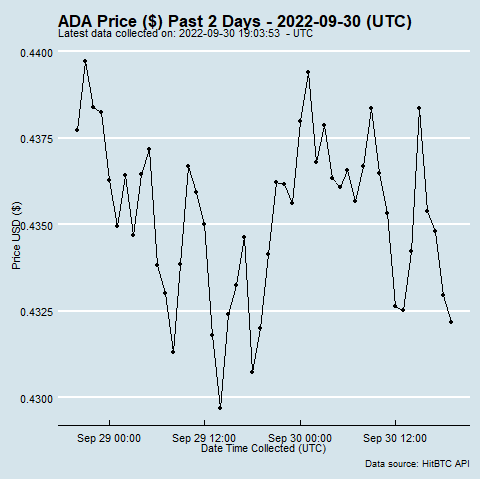 ADA Price ($) Past 2 Days - 2022-09-30 (UTC)
Latest data collected on: 2022-09-30 19:03:53 - UTC
0.4400
0.4375
0.4350
0.4325
0.4300
Price USD ($)
Sep 29 00:00 Sep 29 12:00 Sep 30 00:00 Sep 30 12:00
Date Time Collected (UTC)
Data source: HitBTC API